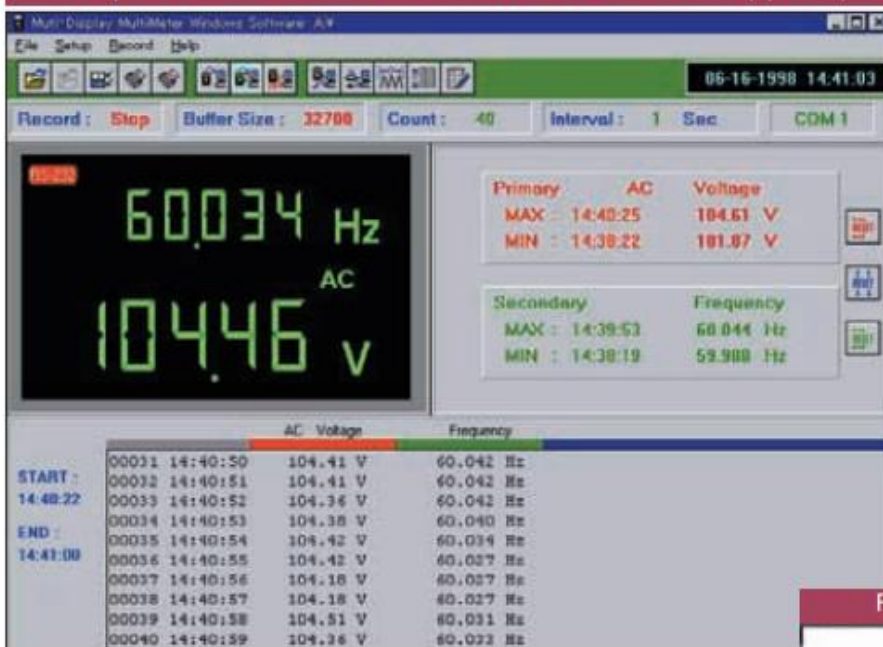 Multi-Display MultiMeter Windows Software
File Setup Record Help
06-16-1998 14:41:03
Record : Stop Buffer Size : 32700 Count : 40 Interval : 1 Sec COM 1
RS-232
60.034 Hz
AC
104.46 V
Primary AC Voltage
MAX : 14:40:25 104.61 V
MIN : 14:38:22 101.87 V
Secondary Frequency
MAX : 14:39:53 60.044 Hz
MIN : 14:38:19 59.988 Hz
AC Voltage Frequency
START :
14:40:22
END :
14:41:00
00031 14:40:50 104.41 V 60.042 Hz
00032 14:40:51 104.41 V 60.042 Hz
00033 14:40:52 104.36 V 60.042 Hz
00034 14:40:53 104.38 V 60.040 Hz
00035 14:40:54 104.42 V 60.034 Hz
00036 14:40:55 104.42 V 60.027 Hz
00037 14:40:56 104.18 V 60.027 Hz
00038 14:40:57 104.18 V 60.027 Hz
00039 14:40:58 104.51 V 60.031 Hz
00040 14:40:59 104.36 V 60.033 Hz